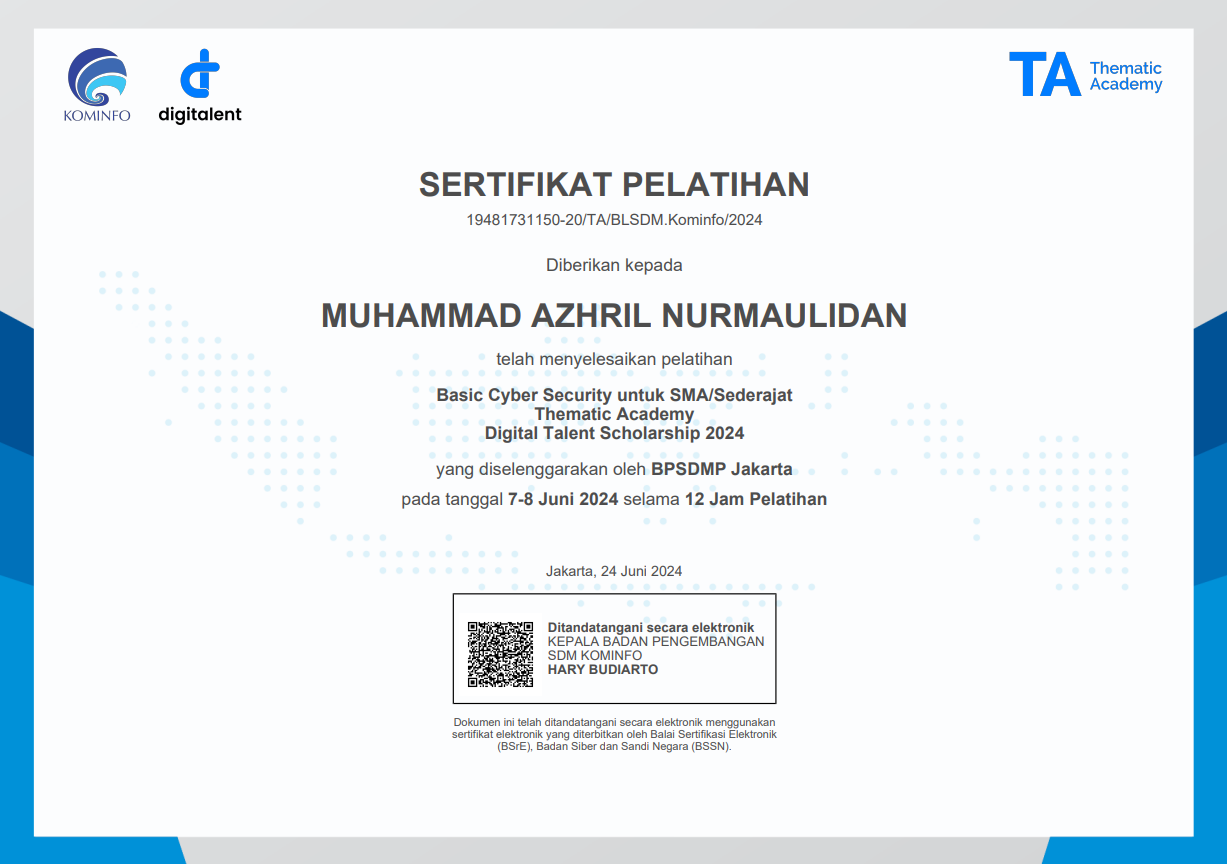 KOMINFO
digitalent
TA Thematic
Academy
SERTIFIKAT PELATIHAN
19481731150-20/TA/BLSDM.Kominfo/2024
Diberikan kepada
MUHAMMAD AZHRIL NURMAULIDAN
telah menyelesaikan pelatihan
Basic Cyber Security untuk SMA/Sederajat
Thematic Academy
Digital Talent Scholarship 2024
yang diselenggarakan oleh BPSDMP Jakarta
pada tanggal 7-8 Juni 2024 selama 12 Jam Pelatihan
Jakarta, 24 Juni 2024
Ditandatangani secara elektronik
KEPALA BADAN PENGEMBANGAN
SDM KOMINFO
HARY BUDIARTO
Dokumen ini telah ditandatangani secara elektronik menggunakan
sertifikat elektronik yang diterbitkan oleh Balai Sertifikasi Elektronik
(BSrE), Badan Siber dan Sandi Negara (BSSN).